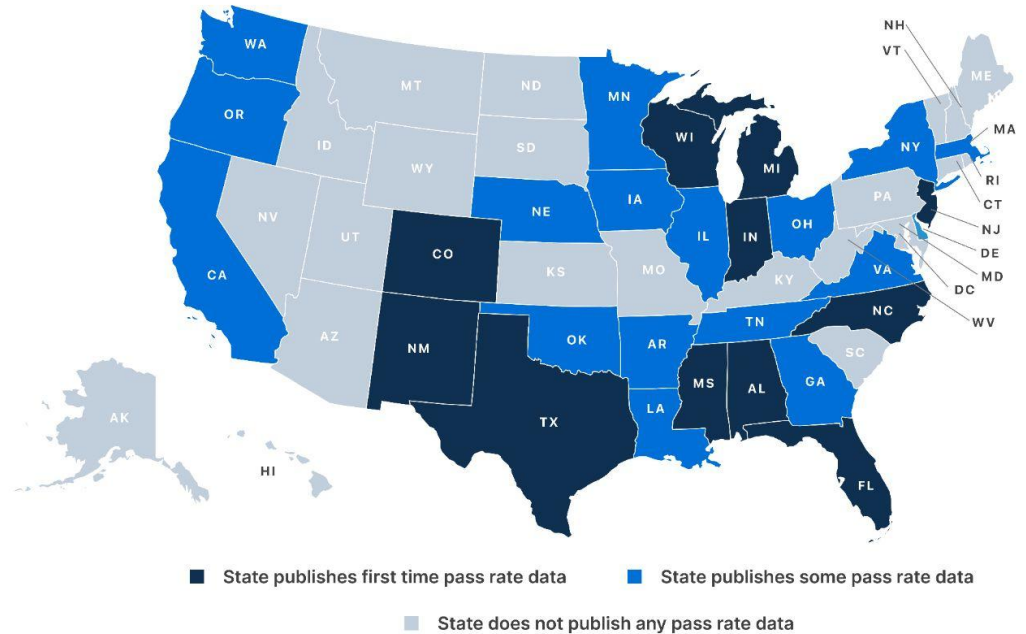 NH
VT
WA
MT
ND
MN
ME
OR
ID
SD
WI
MI
NY
MA
WY
RI
CT
NJ
DE
MD
DC
WV
NE
IA
PA
NV
UT
CO
IL
IN
OH
CA
KS
MO
KY
VA
AZ
NM
OK
AR
TN
NC
SC
MS
AL
GA
TX
LA
FL
AK
HI
State publishes first time pass rate data
State publishes some pass rate data
State does not publish any pass rate data